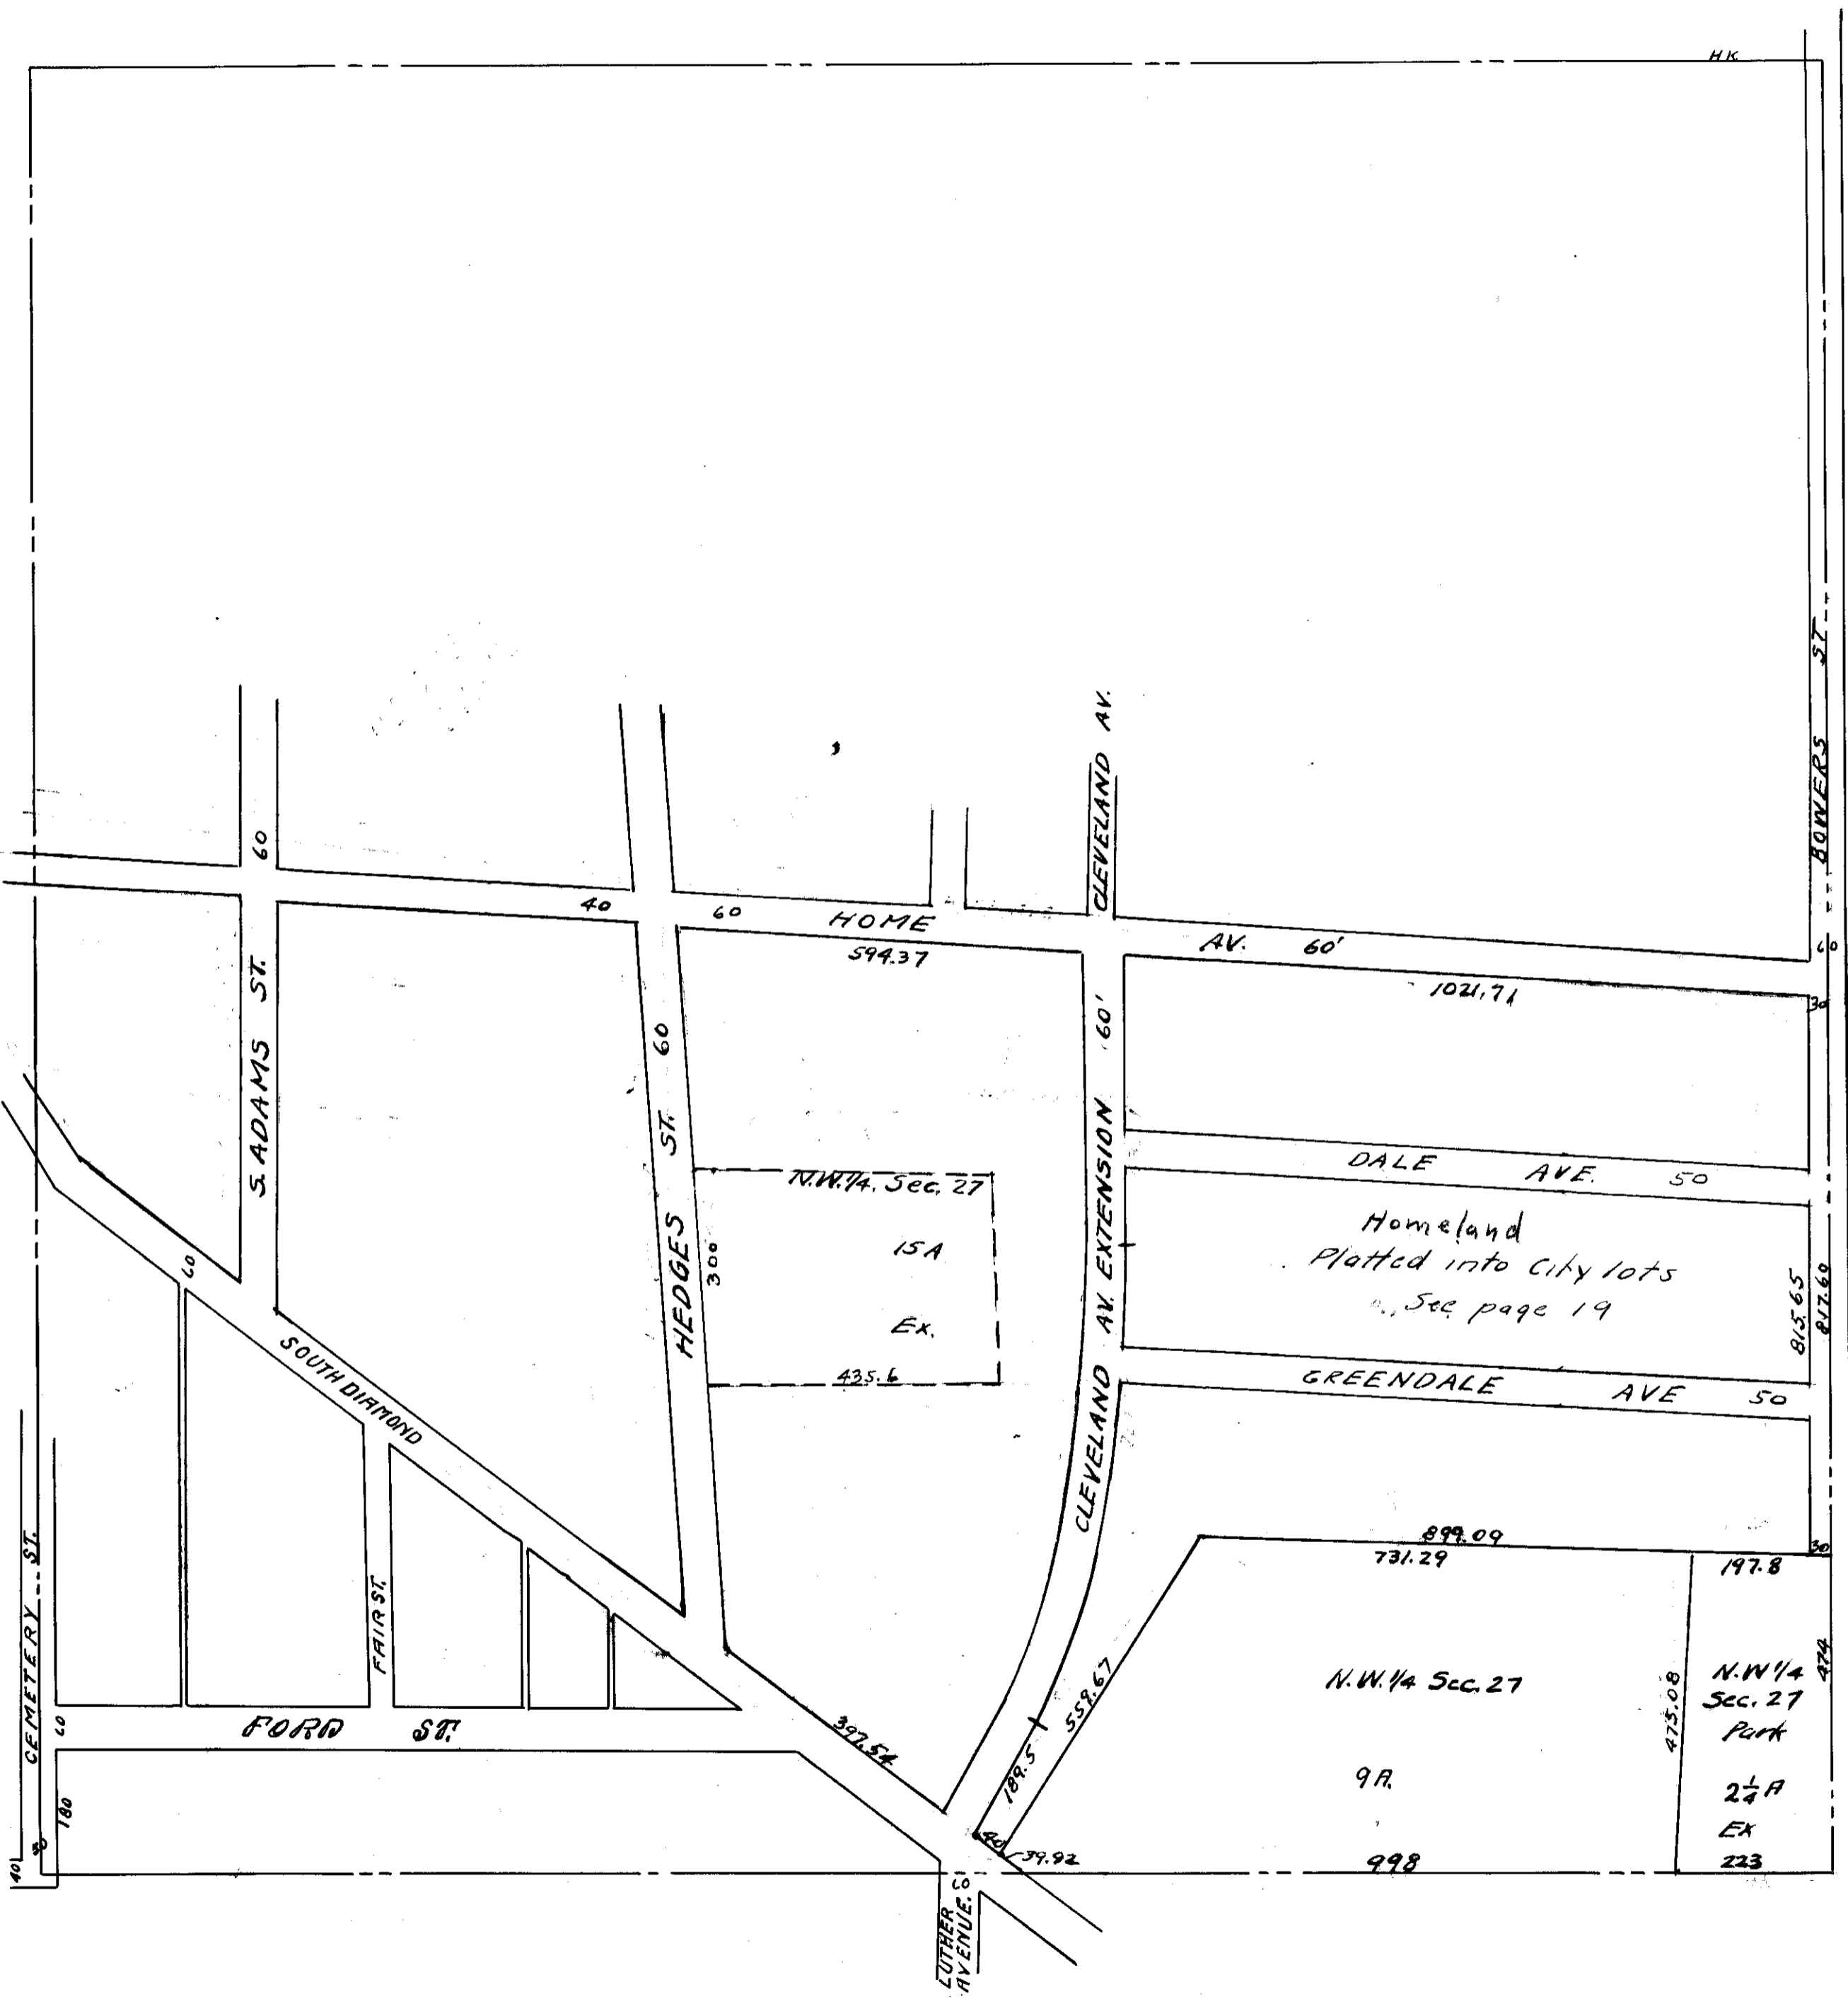 HK
BOWERS ST
CLEVELAND AV.
60
40
60
HOME
AV.
60'
60
594.37
1021.71
30
S. ADAMS ST.
HEDGES ST. 60
CLEVELAND AV. EXTENSION 60'
DALE AVE. 50
N.W.1/4. Sec. 27
15A
Ex.
300
435.6
Homeland
Platted into City lots
See page 19
815.65
817.60
GREENDALE AVE 50
60
SOUTH DIAMOND
FAIR ST.
CEMETERY ST.
899.09
731.29
30
197.8
559.67
N.W.1/4 Sec. 27
9A.
475.08
474
N.W1/4
Sec. 27
Park
2 1/4 A
Ex
223
998
60
FORD ST.
180
397.54
189.5
40
39.92
40
60
LUTHER
AVENUE.